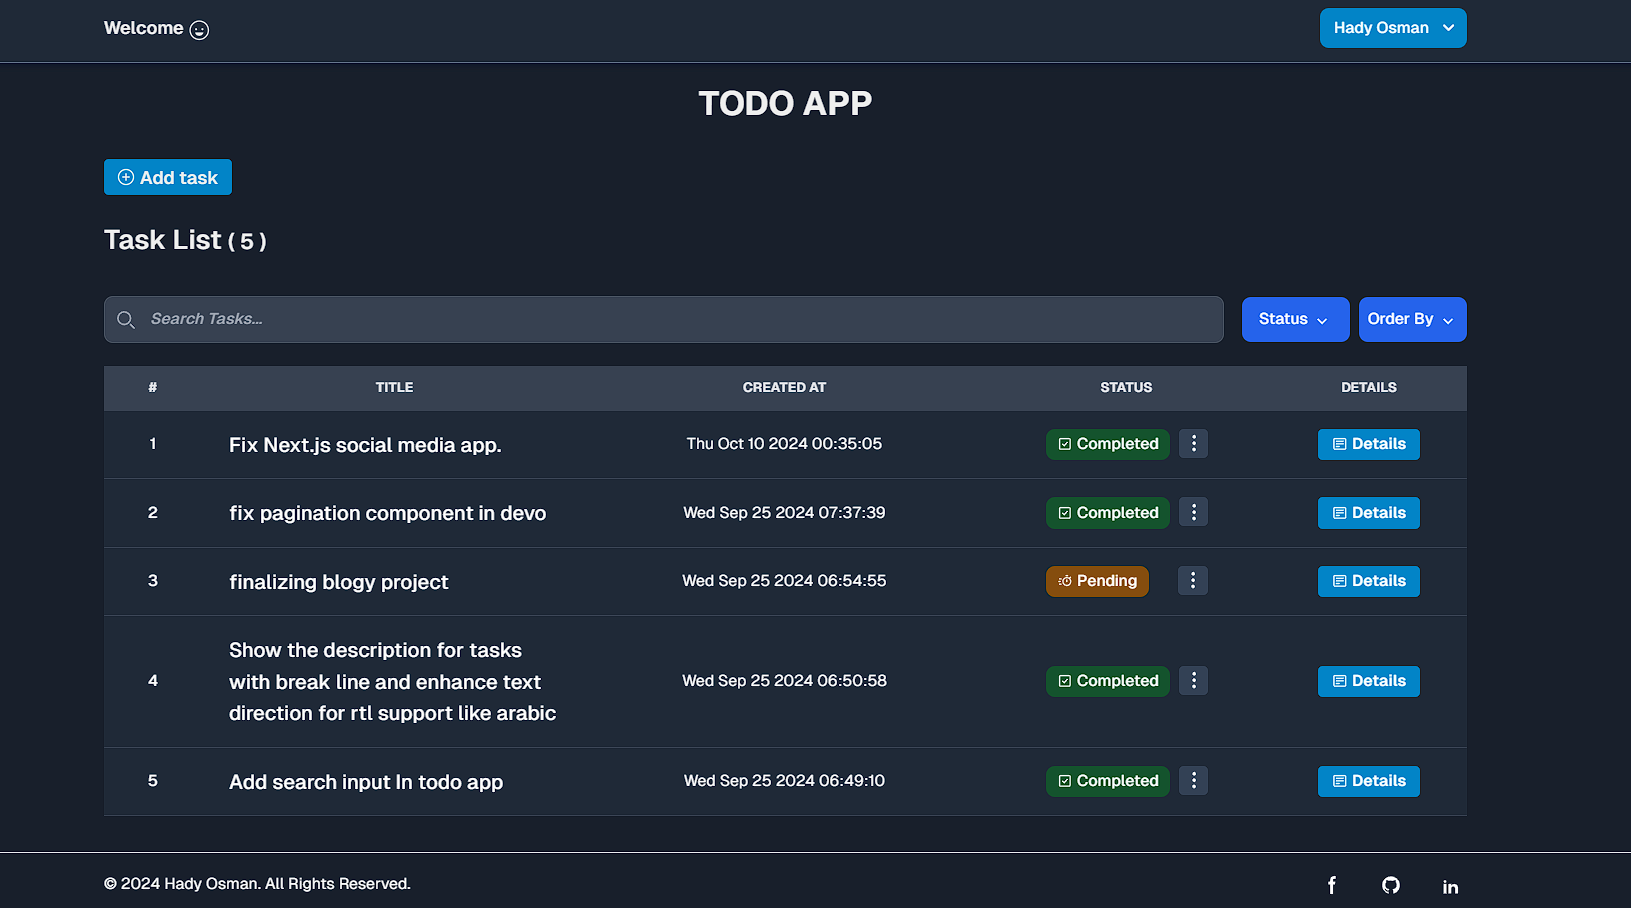 Welcome
Hady Osman
TODO APP
Add task
Task List ( 5 )
Search Tasks...
Status
Order By
# TITLE CREATED AT STATUS DETAILS
1 Fix Next.js social media app. Thu Oct 10 2024 00:35:05 Completed Details
2 fix pagination component in devo Wed Sep 25 2024 07:37:39 Completed Details
3 finalizing blogy project Wed Sep 25 2024 06:54:55 Pending Details
Show the description for tasks
4 with break line and enhance text Wed Sep 25 2024 06:50:58 Completed Details
direction for rtl support like arabic
5 Add search input In todo app Wed Sep 25 2024 06:49:10 Completed Details
© 2024 Hady Osman. All Rights Reserved.
f
in